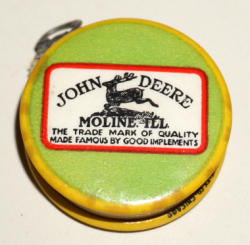 JOHN DEERE
MOLINE, ILL
THE TRADE MARK OF QUALITY
MADE FAMOUS BY GOOD IMPLEMENTS